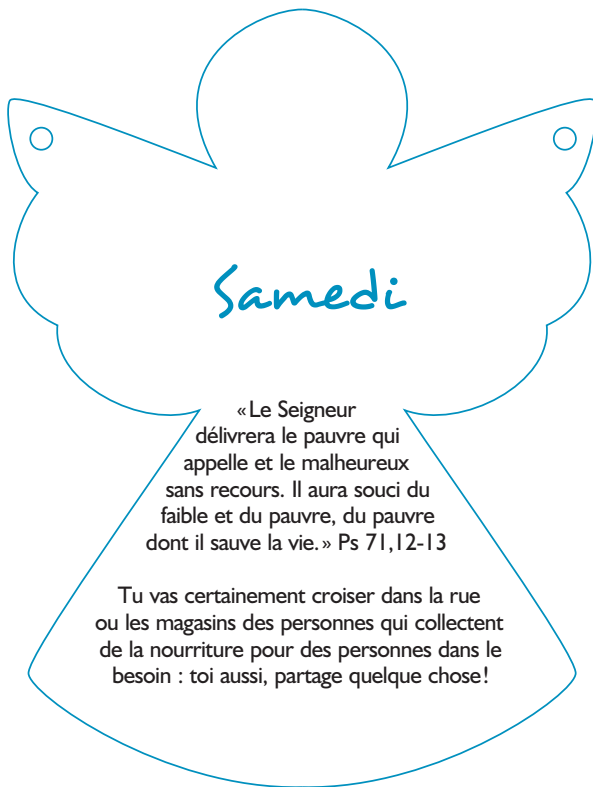 Samedi
«Le Seigneur
délivrera le pauvre qui
appelle et le malheureux
sans recours. Il aura souci du
faible et du pauvre, du pauvre
dont il sauve la vie.» Ps 71,12-13
Tu vas certainement croiser dans la rue
ou les magasins des personnes qui collectent
de la nourriture pour des personnes dans le
besoin : toi aussi, partage quelque chose!